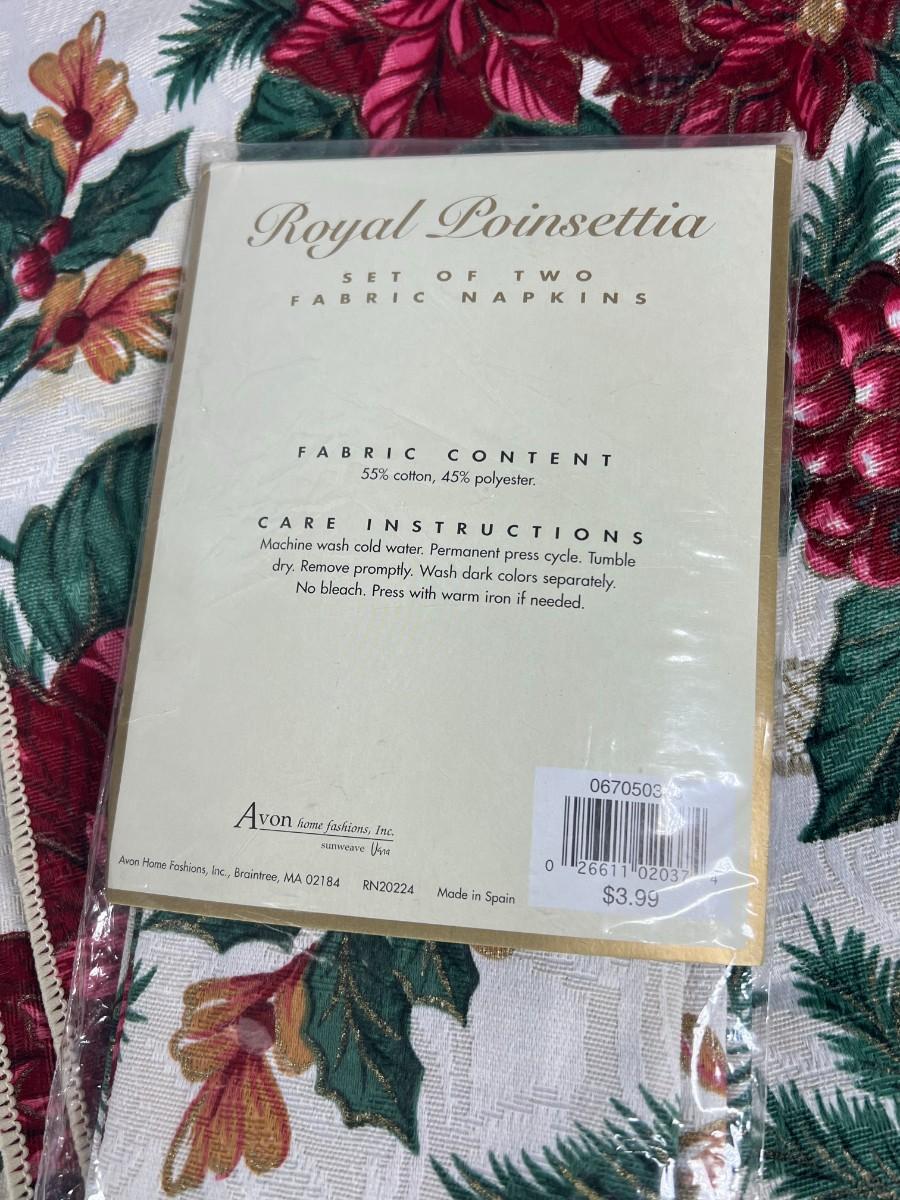 Royal Poinsettia
SET OF TWO
FABRIC NAPKINS
FABRIC CONTENT
55% cotton, 45% polyester.
CARE INSTRUCTIONS
Machine wash cold water. Permanent press cycle. Tumble
dry. Remove promptly. Wash dark colors separately.
No bleach. Press with warm iron if needed.
Avon home fashions, Inc.
sunweave
Avon Home Fashions, Inc., Braintree, MA 02184 RN20224 Made in Spain
0 26611 02037 4
$3.99